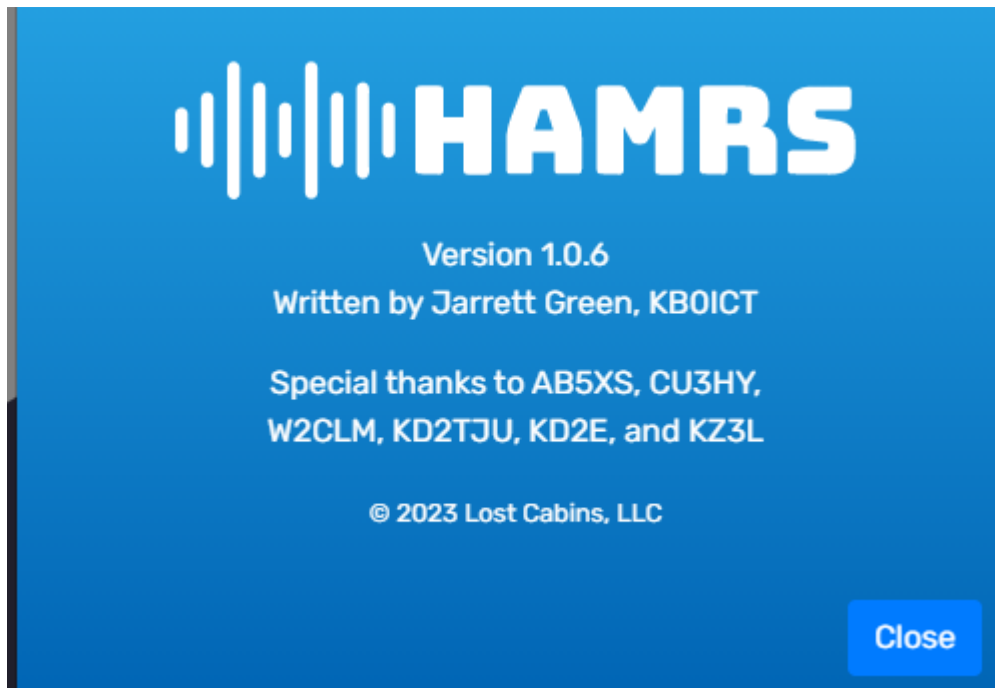 HAMRS
Version 1.0.6
Written by Jarrett Green, KB0ICT
Special thanks to AB5XS, CU3HY,
W2CLM, KD2TJU, KD2E, and KZ3L
© 2023 Lost Cabins, LLC
Close